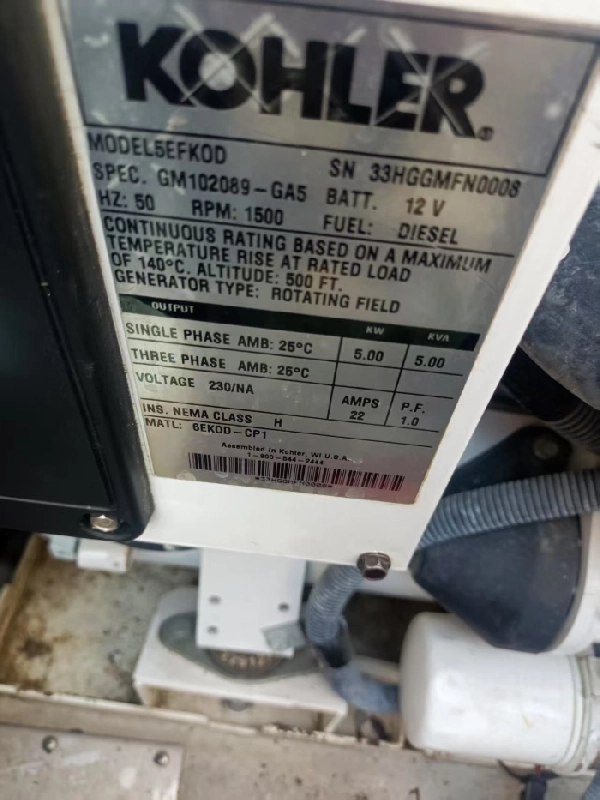 KOHLER®
MODEL5EFKOD SN 33HGGMFN0008
SPEC. GM102089-GA5 BATT. 12 V
HZ: 50 RPM: 1500 FUEL: DIESEL
CONTINUOUS RATING BASED ON A MAXIMUM
TEMPERATURE RISE AT RATED LOAD
OF 140°C. ALTITUDE: 500 FT.
GENERATOR TYPE: ROTATING FIELD
OUTPUT KW KVA
SINGLE PHASE AMB: 25°C 5.00 5.00
THREE PHASE AMB: 25°C
VOLTAGE 230/NA AMPS 22 P.F. 1.0
INS. NEMA CLASS H
MATL: 6EKOD-CP1
Assembled in Kohler, WI U.S.A.